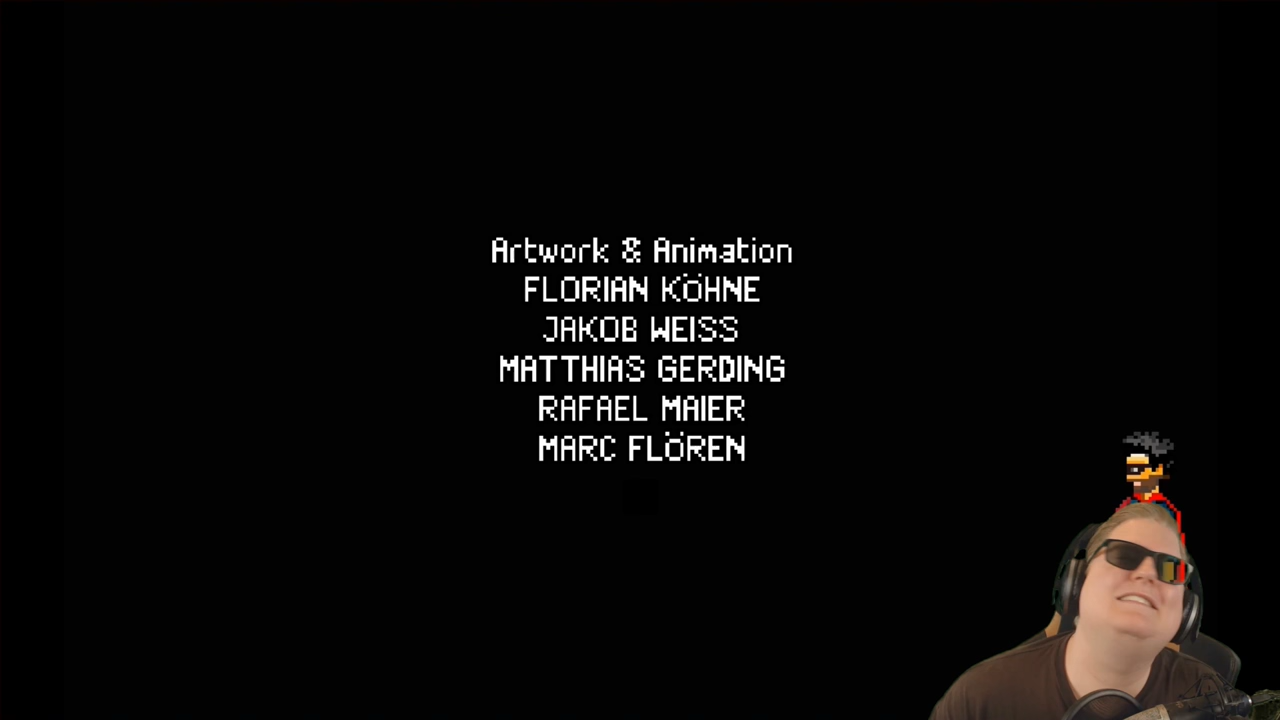 Artwork & Animation
FLORIAN KÖHNE
JAKOB WEISS
MATTHIAS GERDING
RAFAEL MAIER
MARC FLÖREN